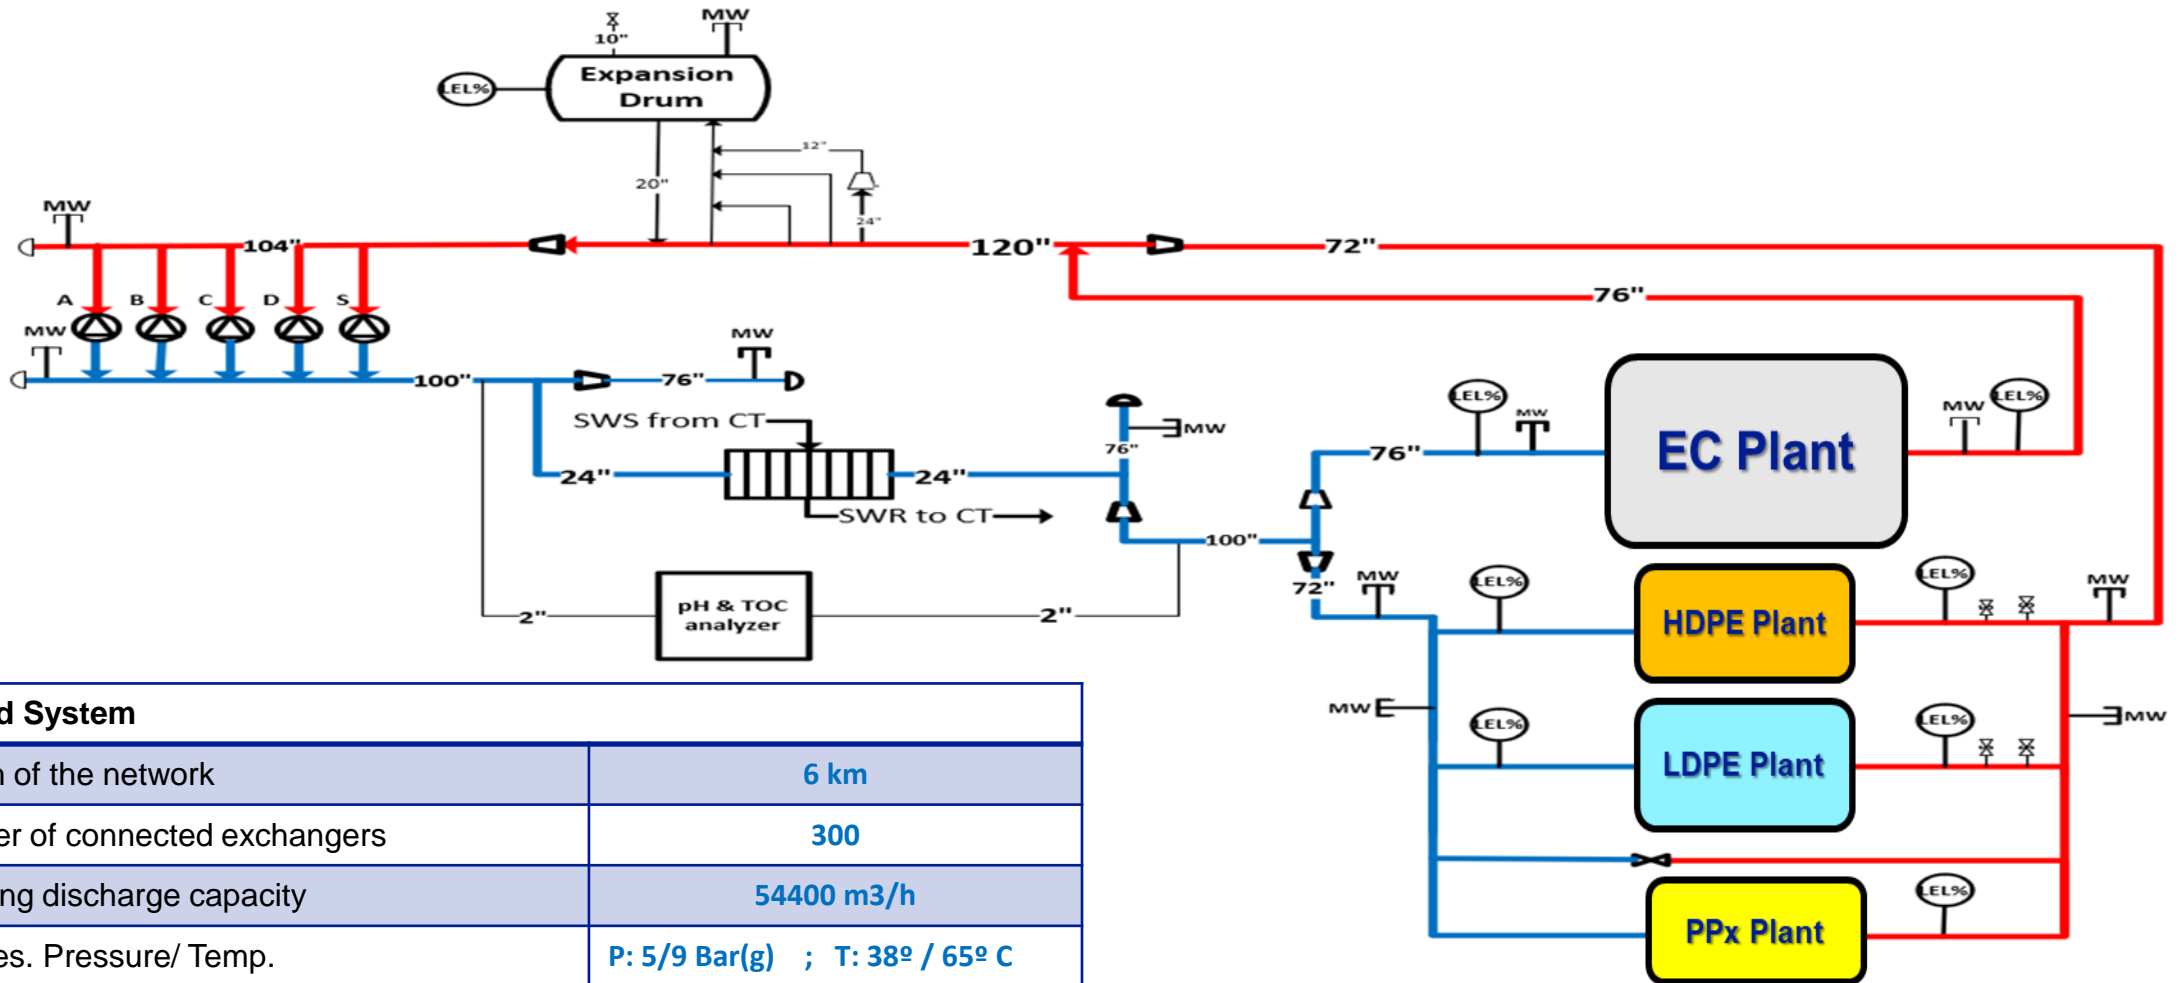 10"
MW
LEL%
Expansion
Drum
12"
20"
24"
MW
104"
120"
72"
76"
A
B
C
D
S
MW
100"
76"
MW
SWS from CT
24"
24"
SWR to CT
76"
MW
100"
72"
76"
LEL%
MW
EC Plant
MW
LEL%
2"
pH & TOC
analyzer
2"
MW
LEL%
HDPE Plant
LEL%
MW
MW
LEL%
LDPE Plant
LEL%
MW
PPx Plant
LEL%
d System
of the network
6 km
er of connected exchangers
300
ng discharge capacity
54400 m3/h
es. Pressure/ Temp.
P: 5/9 Bar(g) ; T: 38º / 65º C